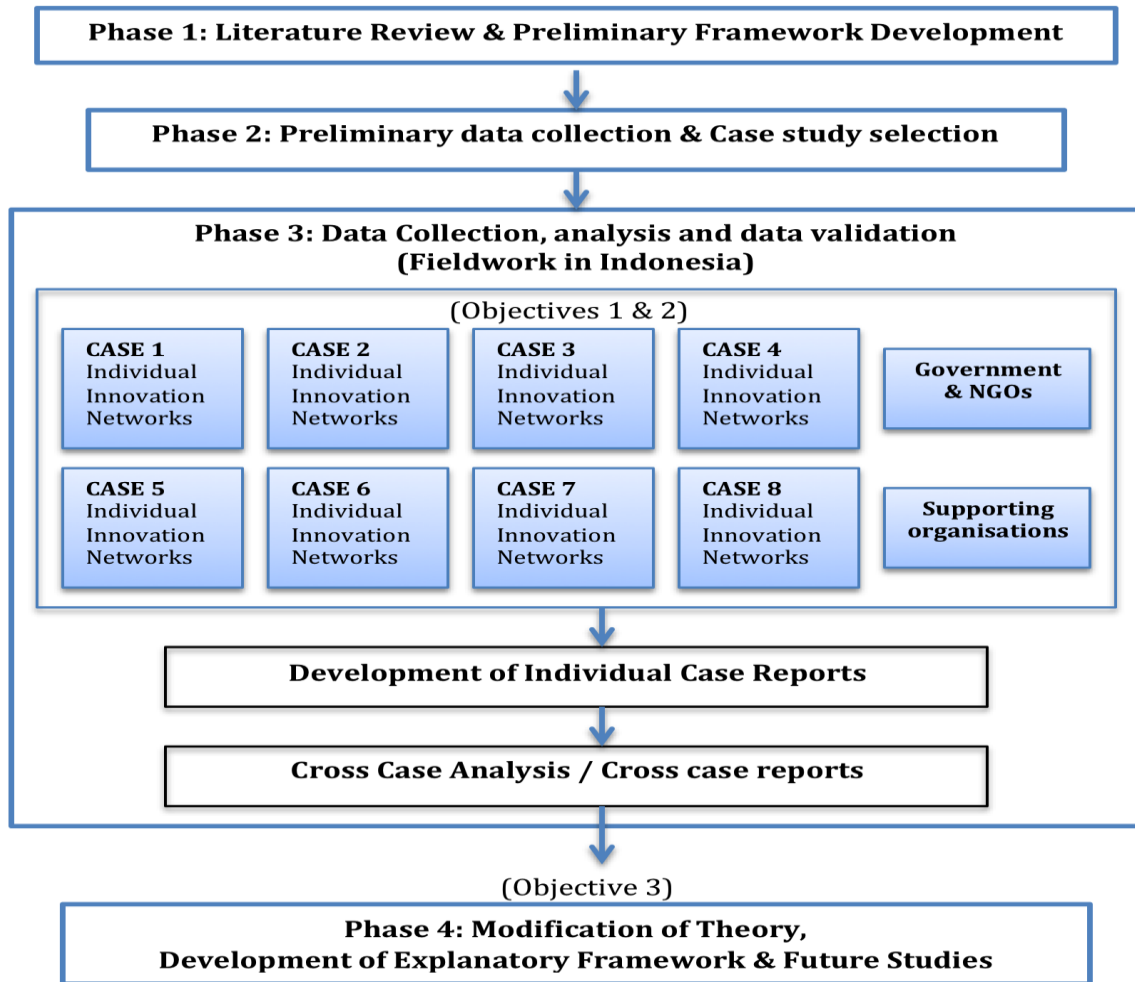 Phase 1: Literature Review & Preliminary Framework Development
Phase 2: Preliminary data collection & Case study selection
Phase 3: Data Collection, analysis and data validation
(Fieldwork in Indonesia)
(Objectives 1 & 2)
CASE 1
Individual
Innovation
Networks
CASE 2
Individual
Innovation
Networks
CASE 3
Individual
Innovation
Networks
CASE 4
Individual
Innovation
Networks
Government
& NGOs
CASE 5
Individual
Innovation
Networks
CASE 6
Individual
Innovation
Networks
CASE 7
Individual
Innovation
Networks
CASE 8
Individual
Innovation
Networks
Supporting
organisations
Development of Individual Case Reports
Cross Case Analysis / Cross case reports
(Objective 3)
Phase 4: Modification of Theory,
Development of Explanatory Framework & Future Studies